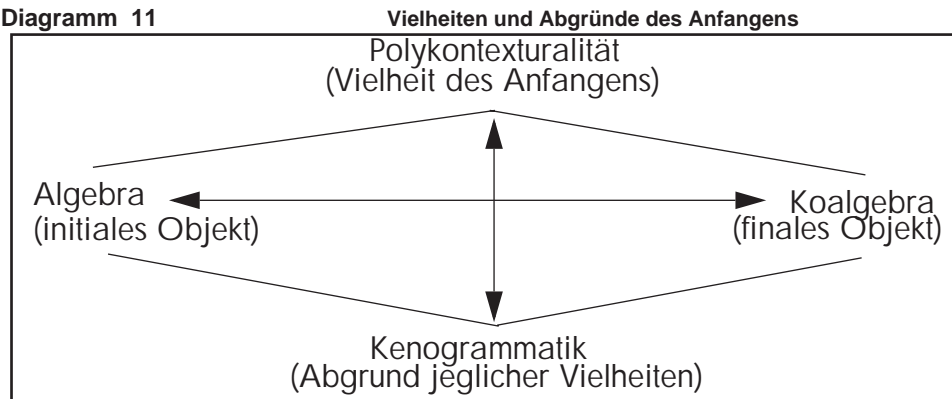 Diagramm 11 Vielheiten und Abgründe des Anfangens
Polykontexturalität
(Vielheit des Anfangens)
Algebra
(initiales Objekt)
Koalgebra
(finales Objekt)
Kenogrammatik
(Abgrund jeglicher Vielheiten)